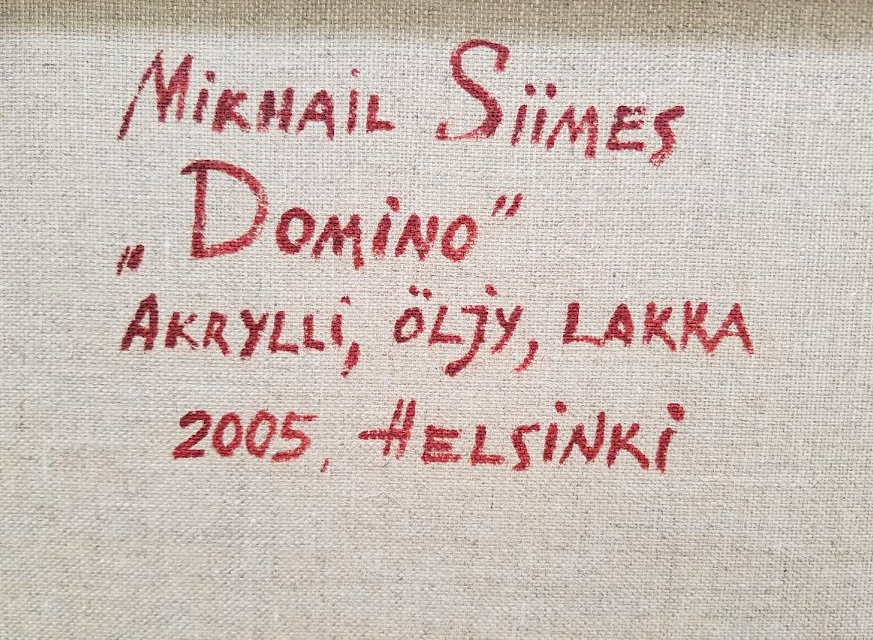 Mikhail Siimes
„Domino"
Akrylli, öljy, lakka
2005, Helsinki